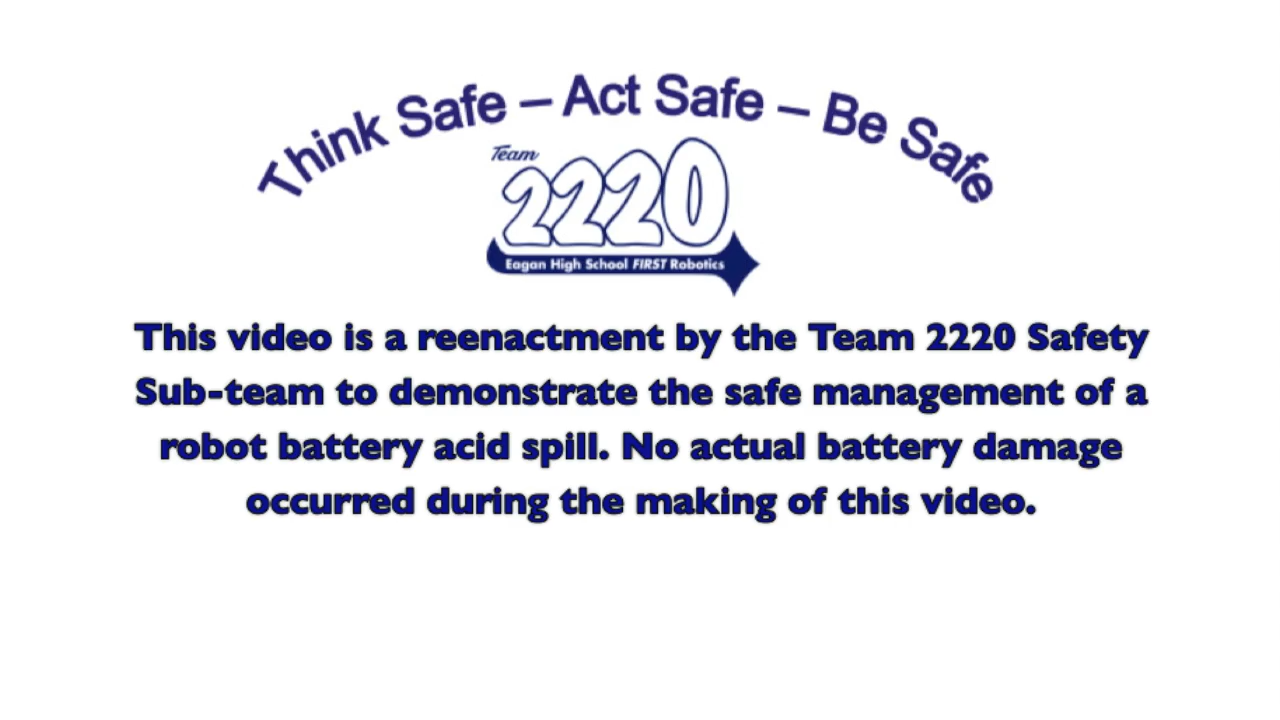 Think Safe – Act Safe – Be Safe
Team
2220
Eagan High School FIRST Robotics
This video is a reenactment by the Team 2220 Safety
Sub-team to demonstrate the safe management of a
robot battery acid spill. No actual battery damage
occurred during the making of this video.